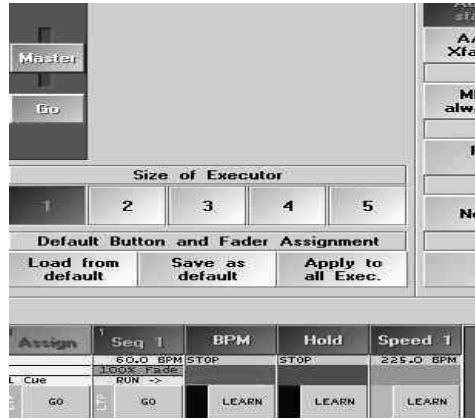 Master
Go
Size of Executor
1 2 3 4 5
Default Button and Fader Assignment
Load from default
Save as default
Apply to all Exec.
Assign
1 Seq 1
BPM
Hold
Speed 1
60.0 BPM STOP STOP 225.0 BPM
100% Fade
Cue RUN ->
GO
LTP GO
LEARN
LEARN
LEARN